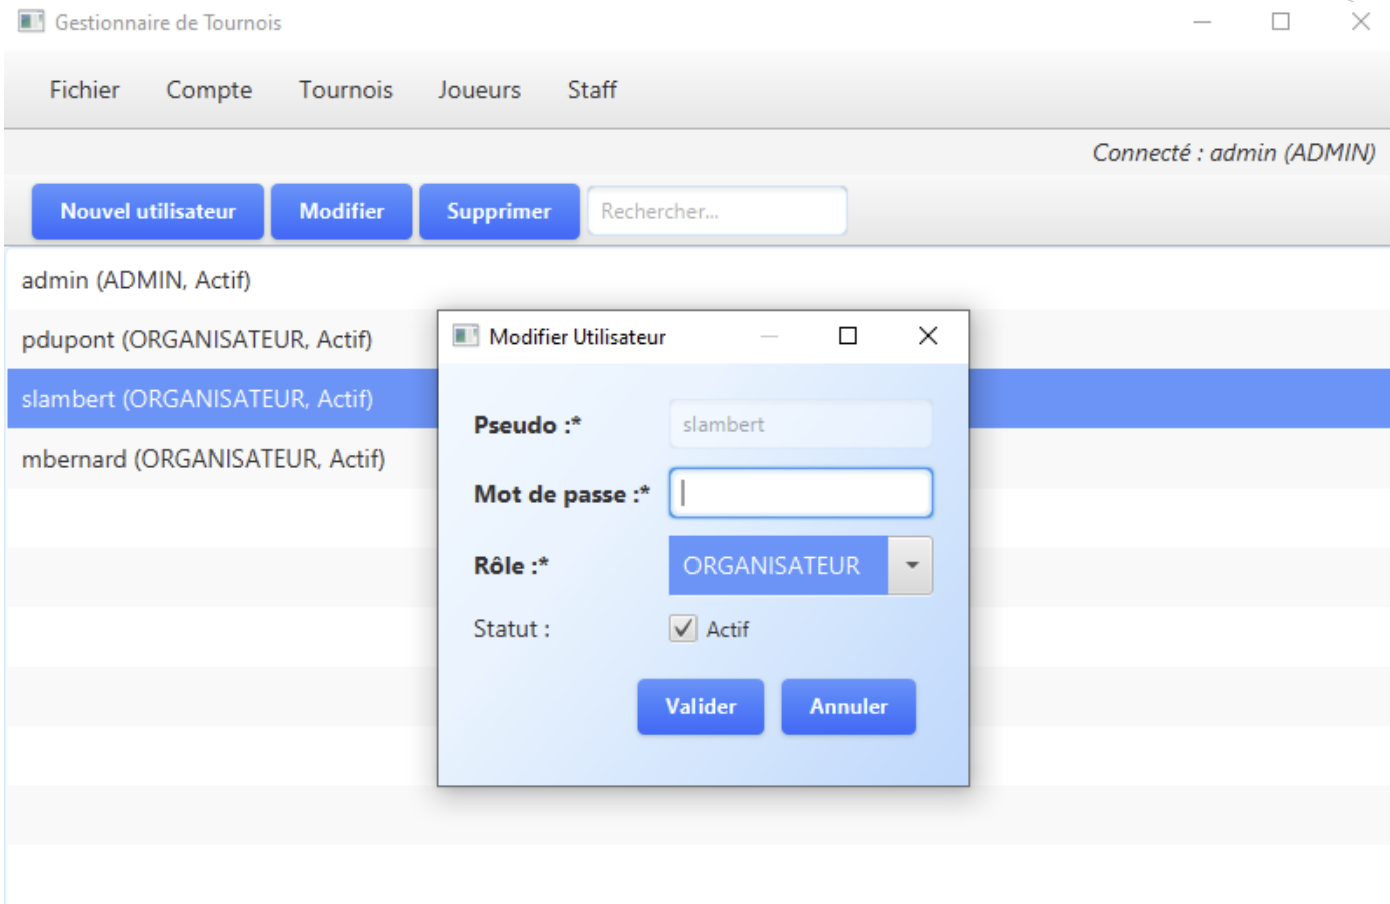 Gestionnaire de Tournois
Fichier Compte Tournois Joueurs Staff
Connecté : admin (ADMIN)
Nouvel utilisateur Modifier Supprimer Rechercher...
admin (ADMIN, Actif)
pdupont (ORGANISATEUR, Actif)
slambert (ORGANISATEUR, Actif)
mbernard (ORGANISATEUR, Actif)
Modifier Utilisateur
Pseudo :* slambert
Mot de passe :*
Rôle :* ORGANISATEUR
Statut : Actif
Valider Annuler